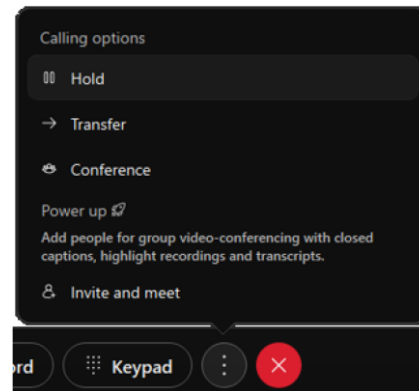 Calling options
Hold
Transfer
Conference
Power up
Add people for group video-conferencing with closed
captions, highlight recordings and transcripts.
Invite and meet
ord
Keypad